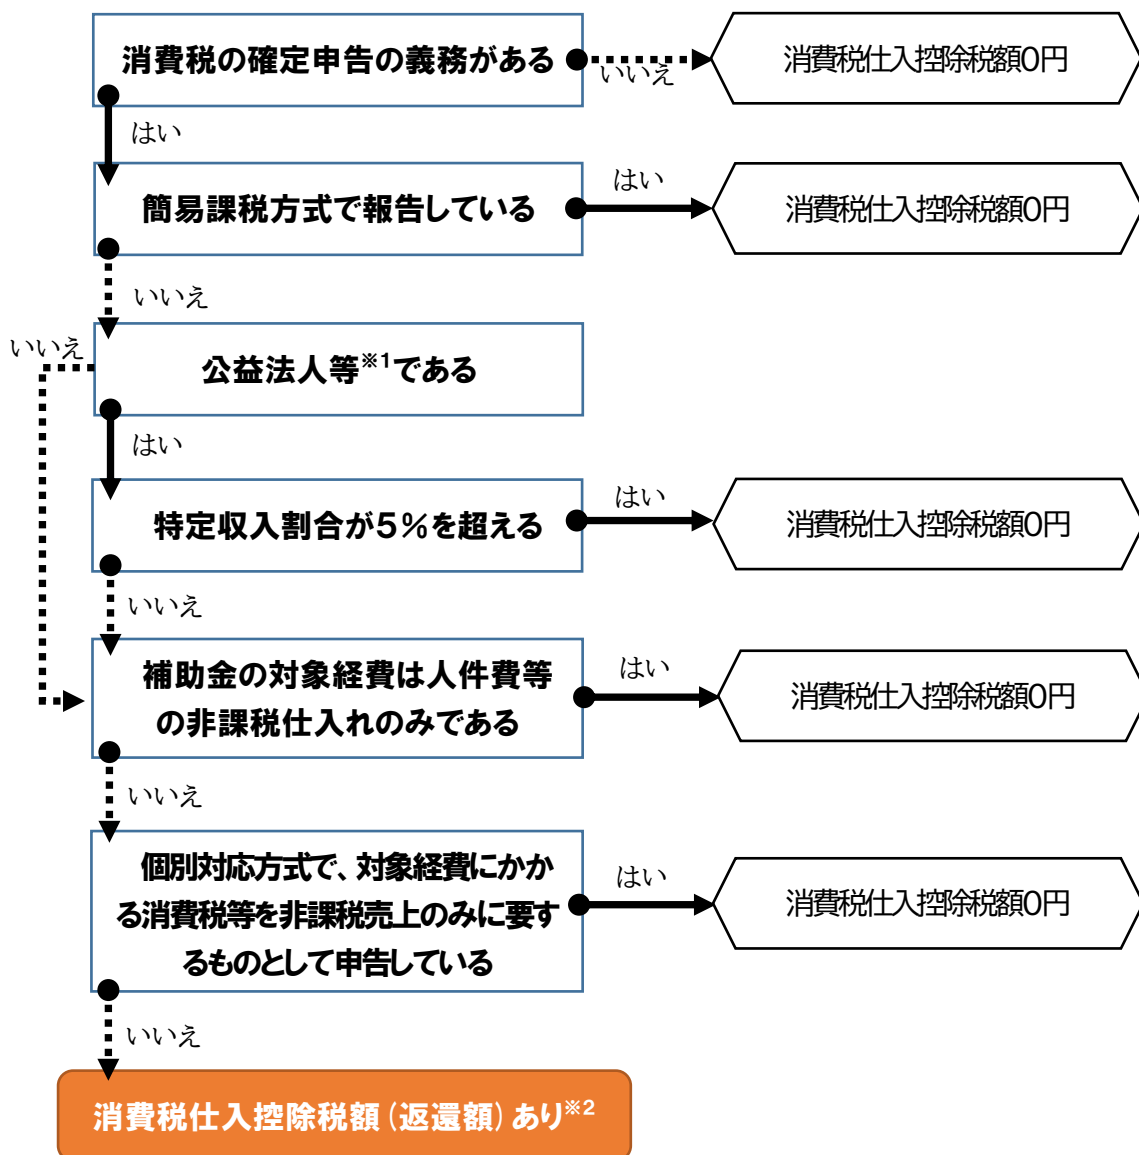 消費税の確定申告の義務がある
いいえ
消費税仕入控除税額0円
はい
簡易課税方式で報告している
はい
消費税仕入控除税額0円
いいえ
公益法人等※1である
いいえ
はい
特定収入割合が5%を超える
はい
消費税仕入控除税額0円
いいえ
補助金の対象経費は人件費等
の非課税仕入れのみである
はい
消費税仕入控除税額0円
いいえ
個別対応方式で、対象経費にかか
る消費税等を非課税売上のみに要す
るものとして申告している
はい
消費税仕入控除税額0円
いいえ
消費税仕入控除税額(返還額)あり※2